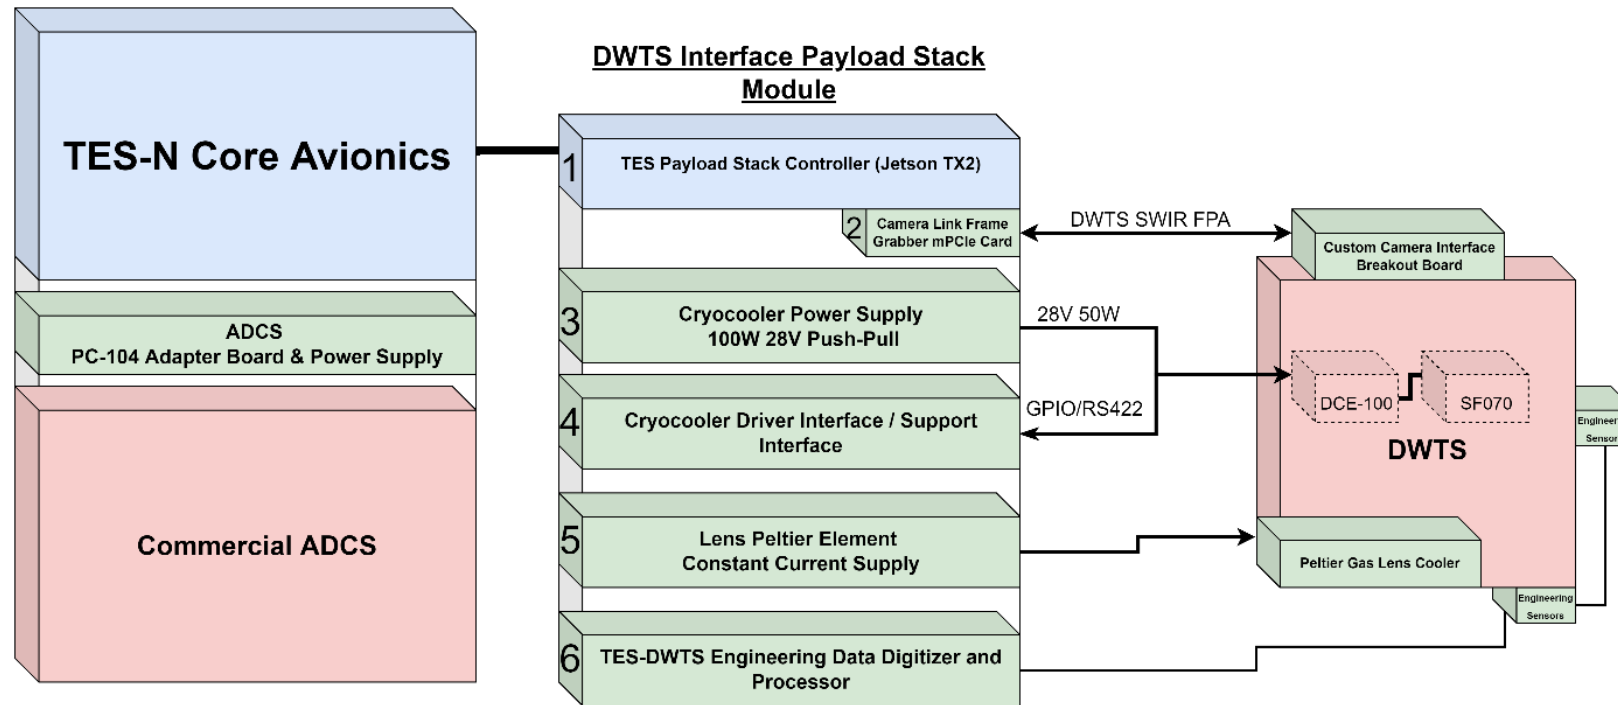 DWTS Interface Payload Stack
Module
TES-N Core Avionics
ADCS
PC-104 Adapter Board & Power Supply
Commercial ADCS
1
TES Payload Stack Controller (Jetson TX2)
2
Camera Link Frame
Grabber mPCIe Card
3
Cryocooler Power Supply
100W 28V Push-Pull
4
Cryocooler Driver Interface / Support
Interface
5
Lens Peltier Element
Constant Current Supply
6
TES-DWTS Engineering Data Digitizer and
Processor
DWTS SWIR FPA
28V 50W
GPIO/RS422
Custom Camera Interface
Breakout Board
DCE-100
SF070
DWTS
Peltier Gas Lens Cooler
Engineer
Sensor
Engineering
Sensors